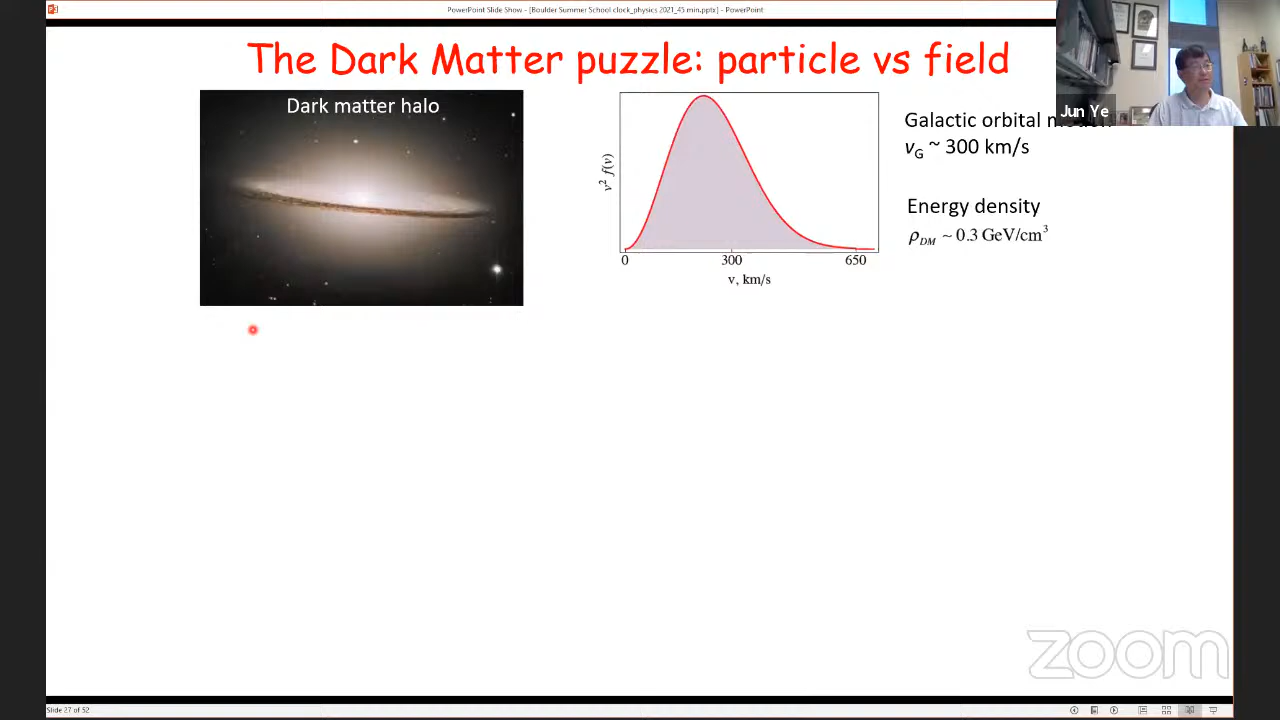 PowerPoint Slide Show - [Boulder Summer School clock_physics 2021_45 min.pptx] - PowerPoint
The Dark Matter puzzle: particle vs field
Jun Ye
Dark matter halo
v² f(v)
0 300 650
v, km/s
Galactic orbital
v_G ~ 300 km/s
Energy density
ρ_DM ~ 0.3 GeV/cm³
zoom
Slide 27 of 52